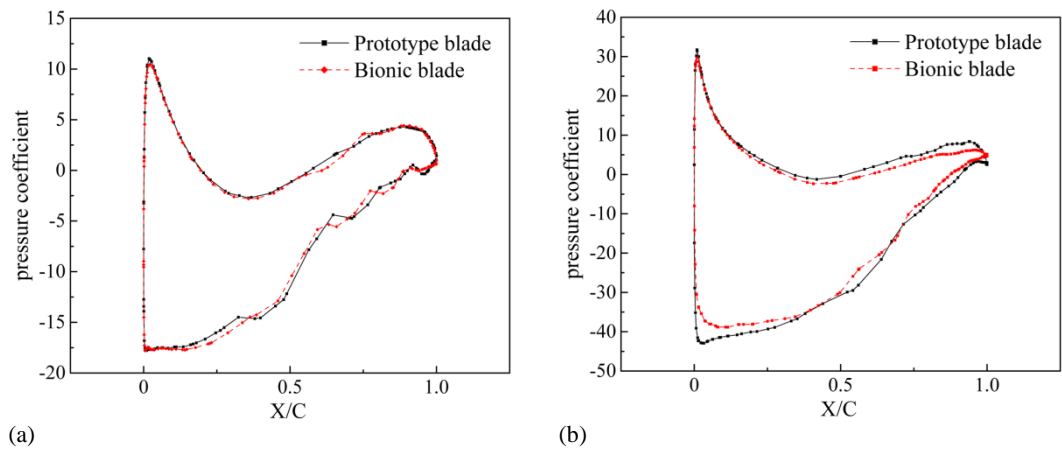 15
10
5
0
-5
-10
-15
-20
pressure coefficient
Prototype blade
Bionic blade
0
0.5
1.0
X/C
(a)
40
30
20
10
0
-10
-20
-30
-40
-50
pressure coefficient
Prototype blade
Bionic blade
0
0.5
1.0
X/C
(b)